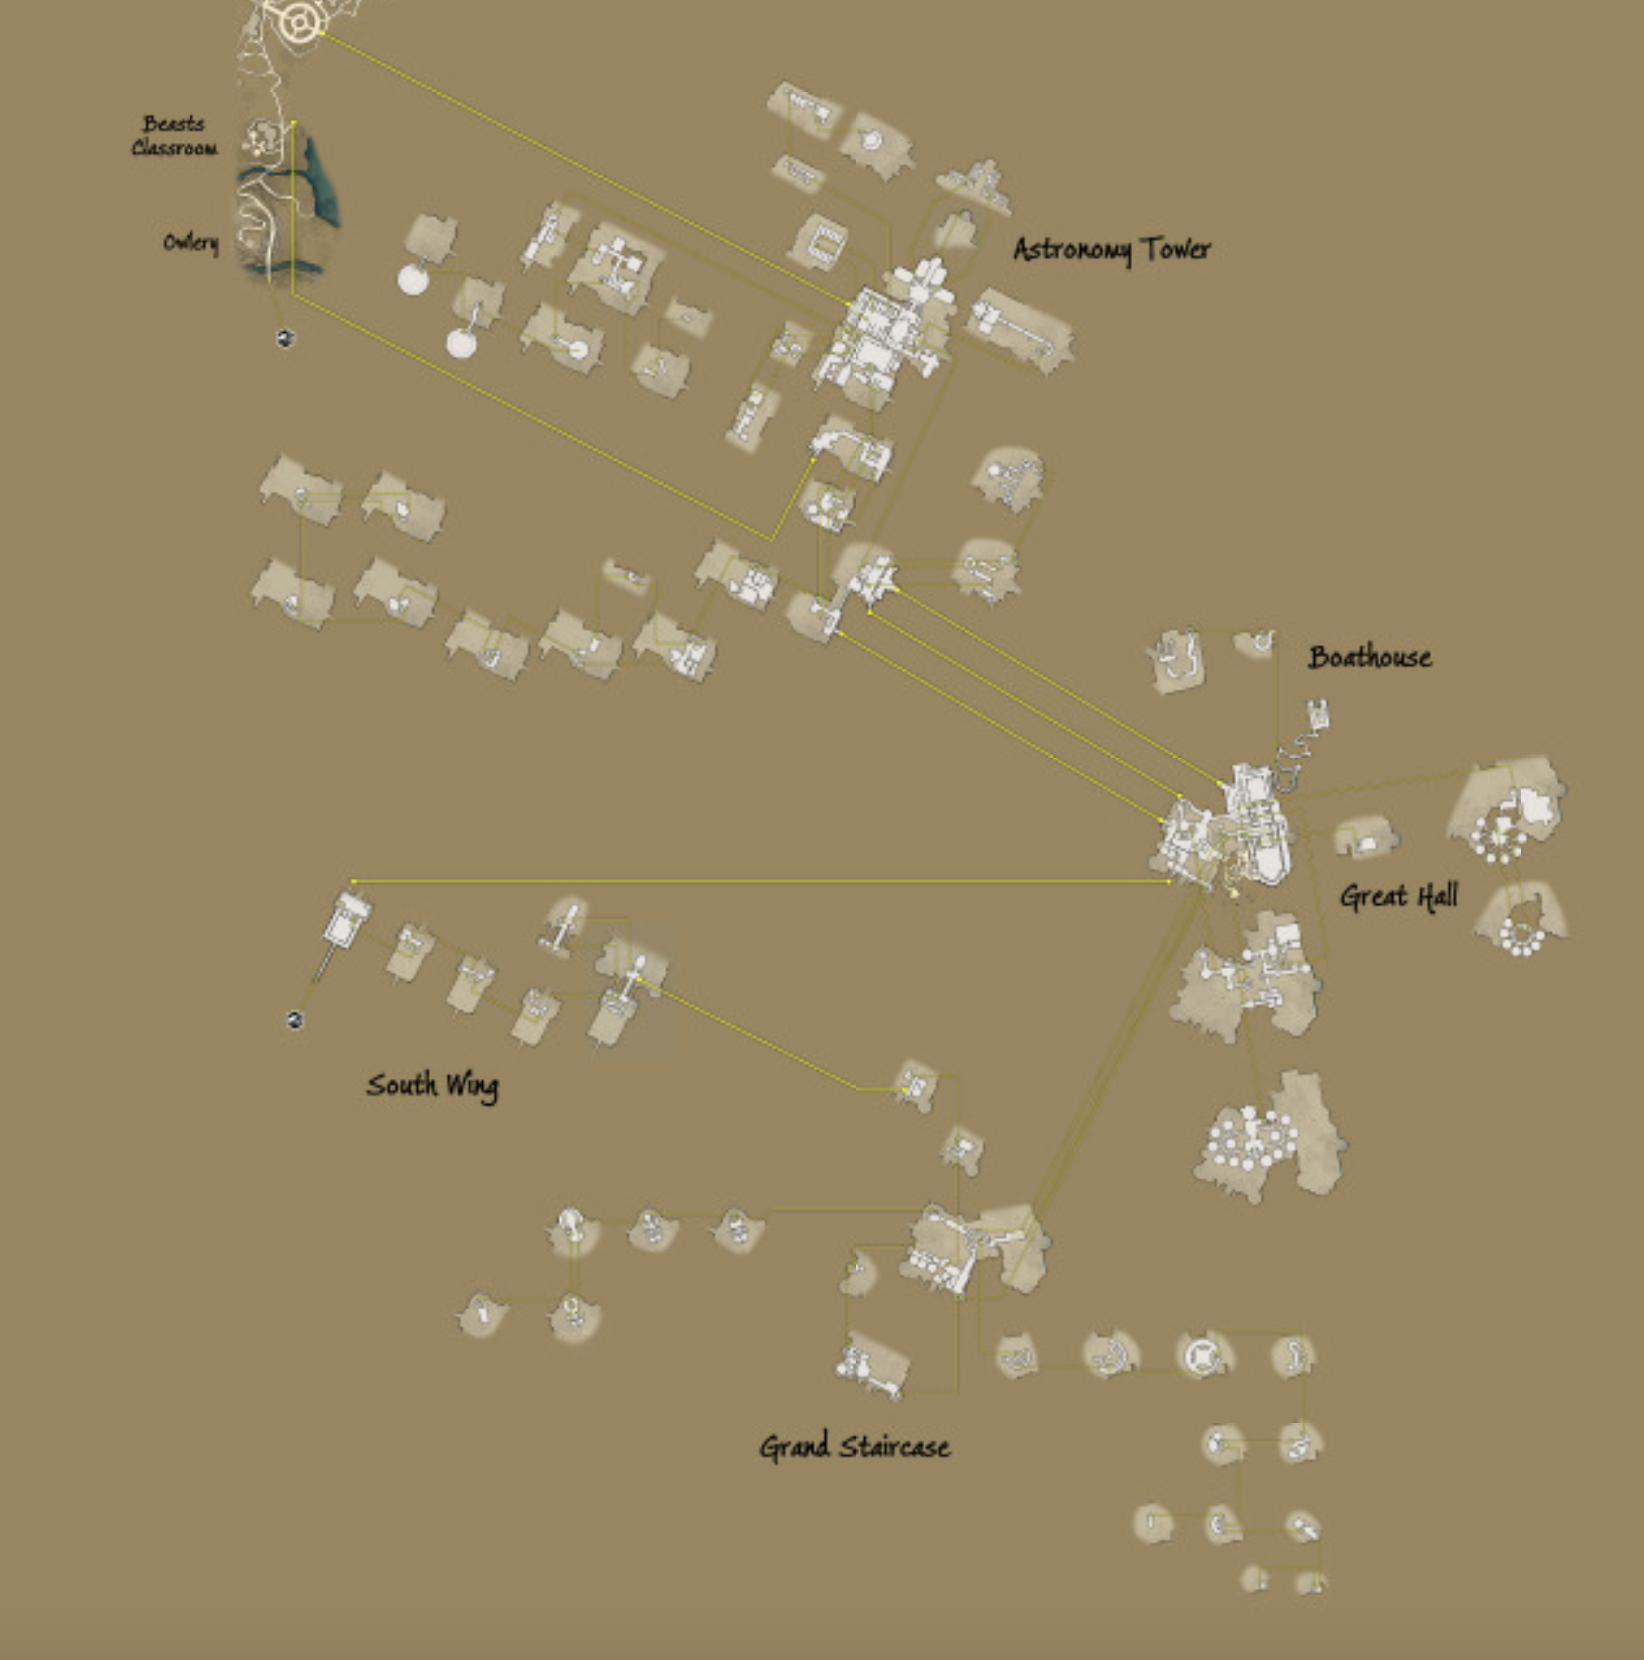 Beasts
Classroom
Owlery
Astronomy Tower
Boathouse
Great Hall
South Wing
Grand Staircase